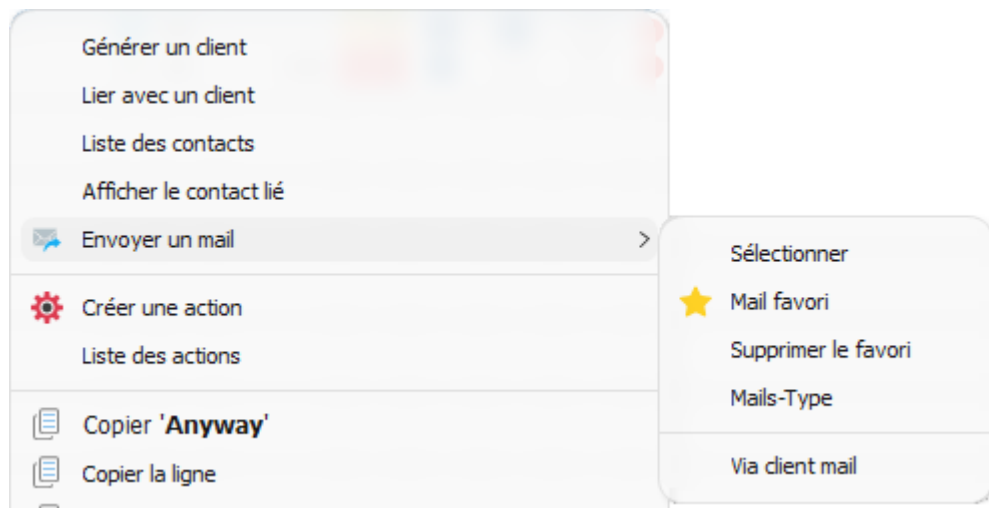 Générer un client
Lier avec un client
Liste des contacts
Afficher le contact lié
Envoyer un mail
Créer une action
Liste des actions
Copier 'Anyway'
Copier la ligne
Sélectionner
Mail favori
Supprimer le favori
Mails-Type
Via client mail